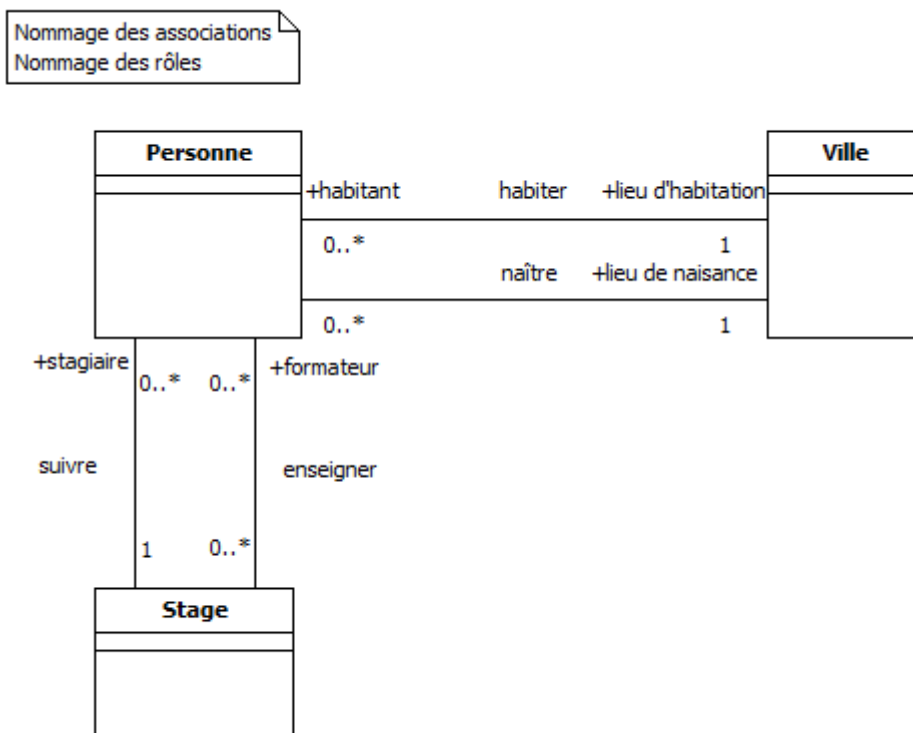 Nommage des associations
Nommage des rôles
Personne
Ville
+habitant habiter +lieu d'habitation
0..* 1
naître +lieu de naisance
0..* 1
+stagiaire +formateur
0..* 0..*
suivre enseigner
1 0..*
Stage